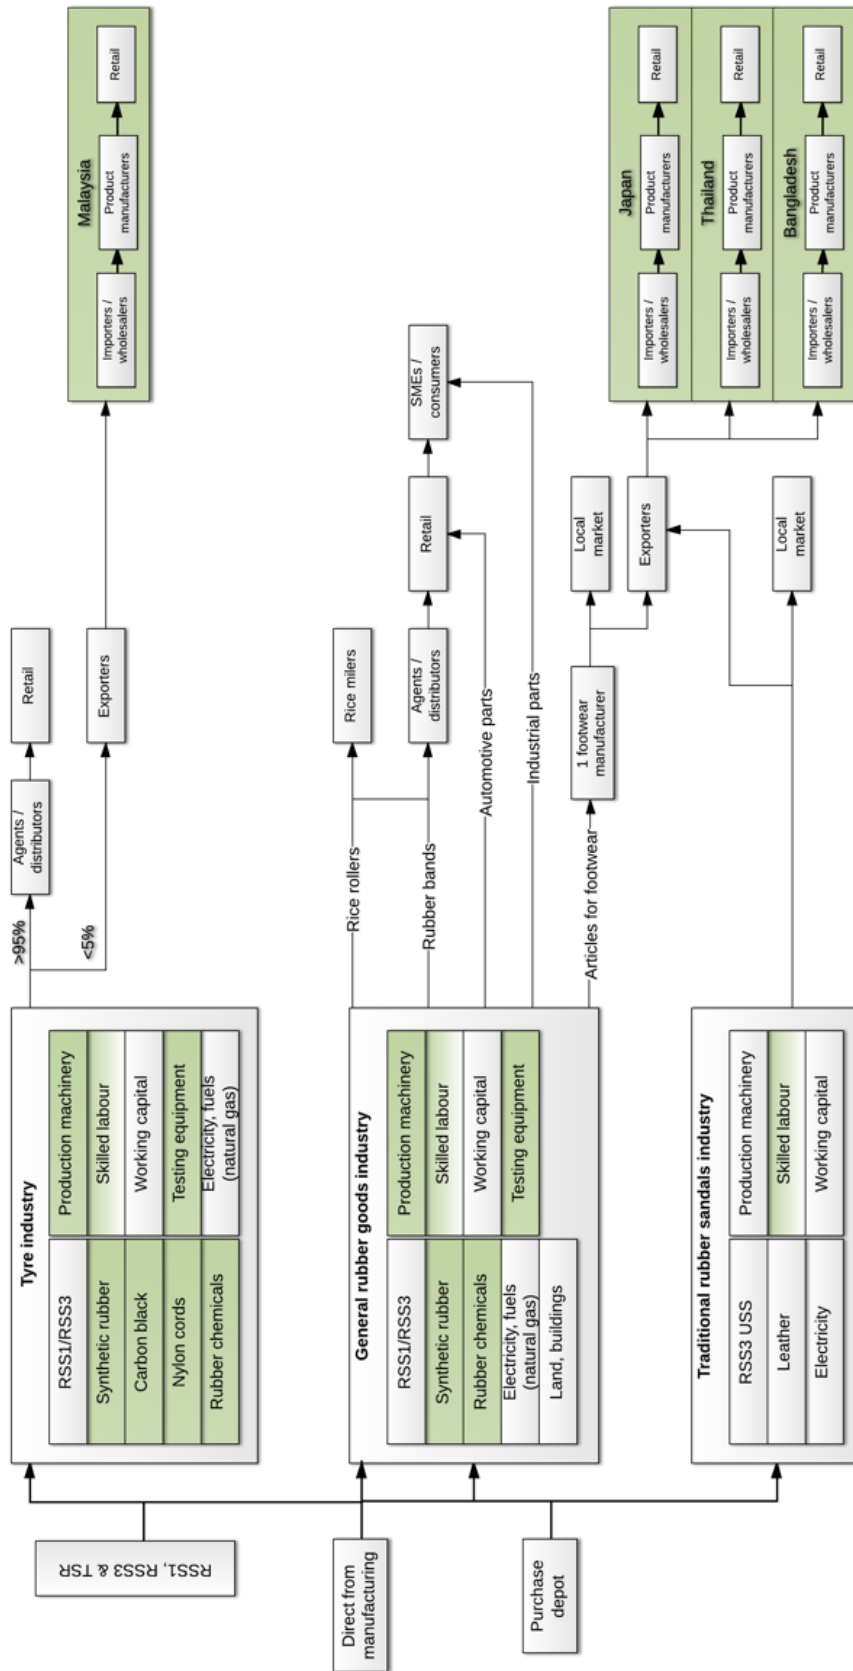 RSS1, RSS3 & TSR
Direct from
manufacturing
Purchase
depot
Tyre industry
RSS1/RSS3
Synthetic rubber
Carbon black
Nylon cords
Rubber chemicals
Production machinery
Skilled labour
Working capital
Testing equipment
Electricity, fuels
(natural gas)
>95%
<5%
Agents /
distributors
Retail
Exporters
Malaysia
Importers /
wholesalers
Product
manufacturers
Retail
General rubber goods industry
RSS1/RSS3
Synthetic rubber
Rubber chemicals
Electricity, fuels
(natural gas)
Land, buildings
Production machinery
Skilled labour
Working capital
Testing equipment
Rice rollers
Rubber bands
Automotive parts
Industrial parts
Articles for footwear
Rice milers
Agents /
distributors
Retail
SMEs /
consumers
1 footwear
manufacturer
Local
market
Exporters
Traditional rubber sandals industry
RSS3 USS
Leather
Electricity
Production machinery
Skilled labour
Working capital
Local
market
Japan
Importers /
wholesalers
Product
manufacturers
Retail
Thailand
Importers /
wholesalers
Product
manufacturers
Retail
Bangladesh
Importers /
wholesalers
Product
manufacturers
Retail